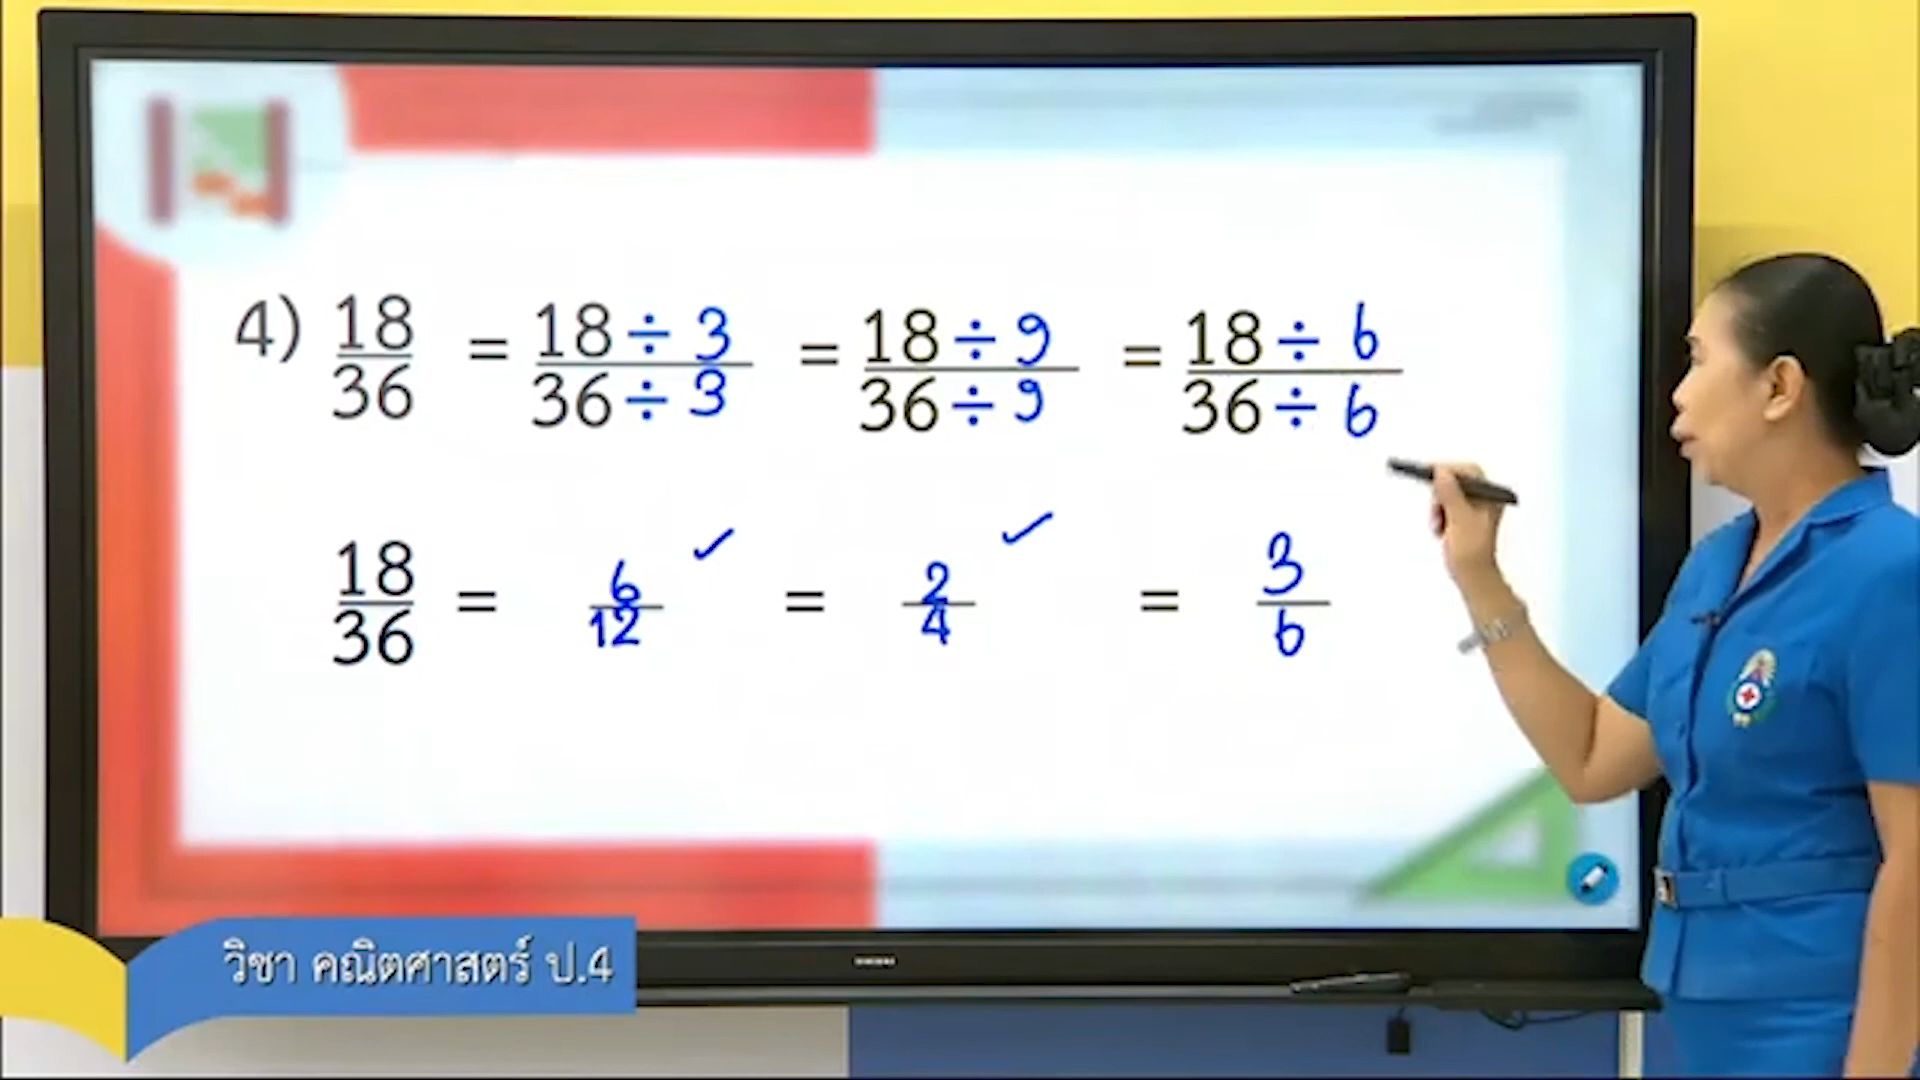 4) 18/36 = 18 ÷ 3/36 ÷ 3 = 18 ÷ 9/36 ÷ 9 = 18 ÷ 6/36 ÷ 6
18/36 = 6/12 ✓ = 2/4 ✓ = 3/6
วิชา คณิตศาสตร์ ป.4